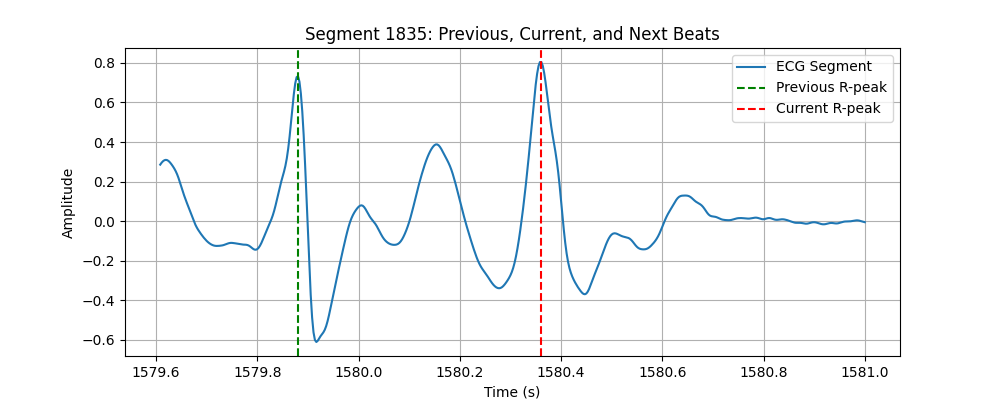 Segment 1835: Previous, Current, and Next Beats
ECG Segment
Previous R-peak
Current R-peak
Amplitude
0.8
0.6
0.4
0.2
0.0
−0.2
−0.4
−0.6
1579.6 1579.8 1580.0 1580.2 1580.4 1580.6 1580.8 1581.0
Time (s)